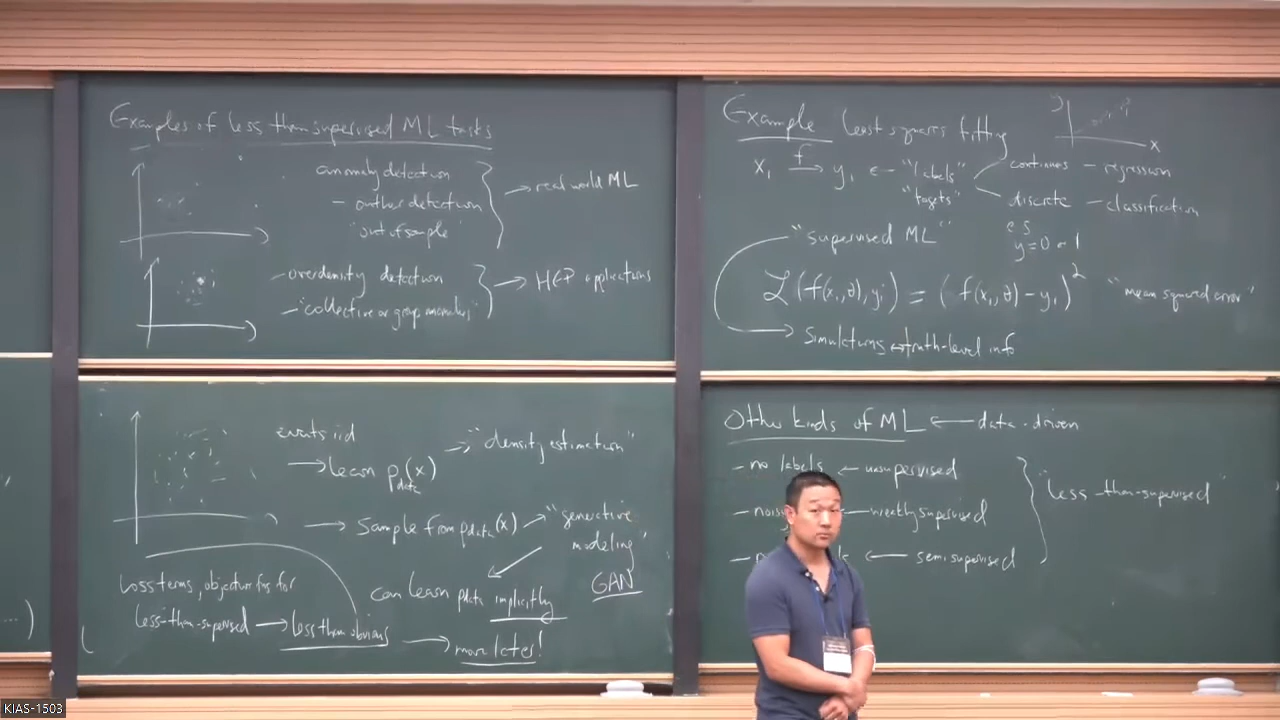 Examples of less than supervised ML tasks
anomaly detection
- outlier detection
"out of sample"
→ real world ML
- overdensity detection
- "collective or group anomalies"
→ HEP applications
events iid
→ learn p_data(x)
→ "density estimation"
→ sample from p_data(x) → "generative modeling"
can learn p_data implicitly
GAN
Loss terms, objective fns for
less-than-supervised → less than obvious → more later!
...)
Example Least squares fitting
y
x
x_i f→ y_i ← "labels"
"targets"
continuous - regression
discrete - classification
y=0 or 1
"supervised ML"
L(f(x_i,θ),y_i) = (f(x_i,θ)-y_i)^2 "mean squared error"
→ Simulations truth-level info
Other kinds of ML ← data-driven
- no labels ← unsupervised
- noisy ← weakly supervised
- ← semi supervised
"less-than-supervised"
KIAS-1503